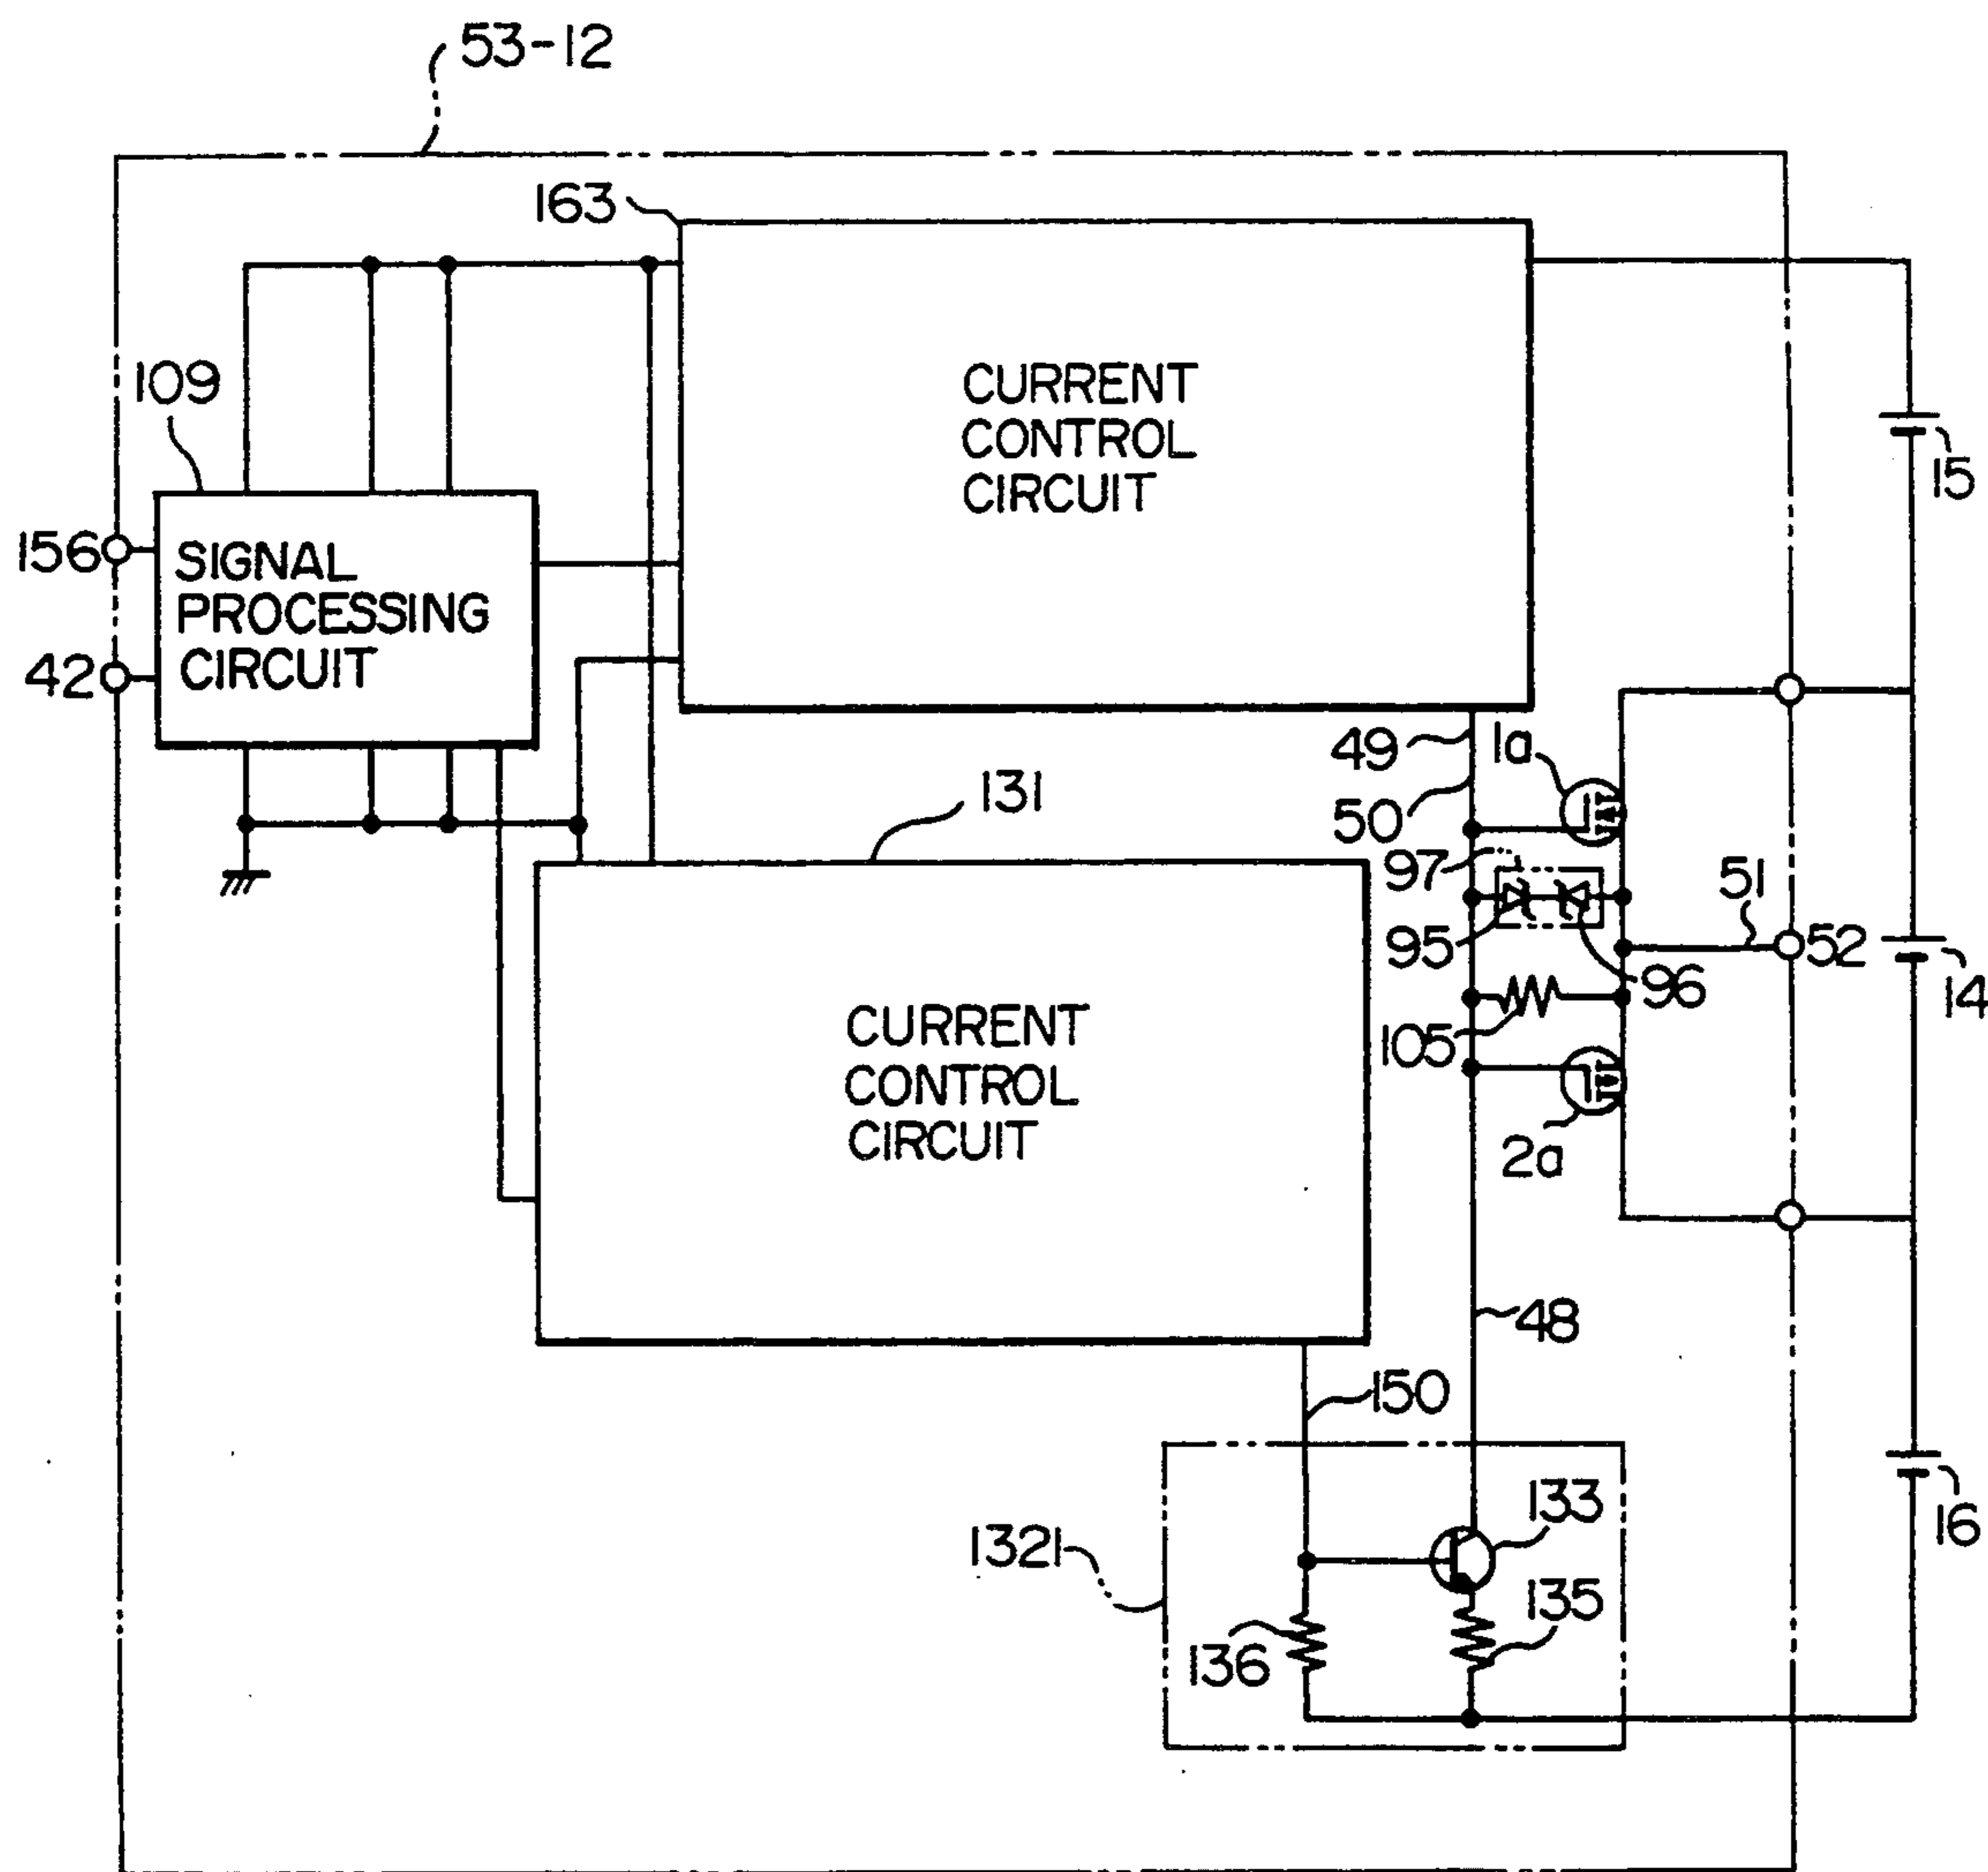 53-12
163
CURRENT
CONTROL
CIRCUIT
109
15
156
SIGNAL
PROCESSING
CIRCUIT
42
49
1a
131
50
97
51
95
52
96
14
CURRENT
CONTROL
CIRCUIT
105
2a
48
150
133
1321
16
135
136